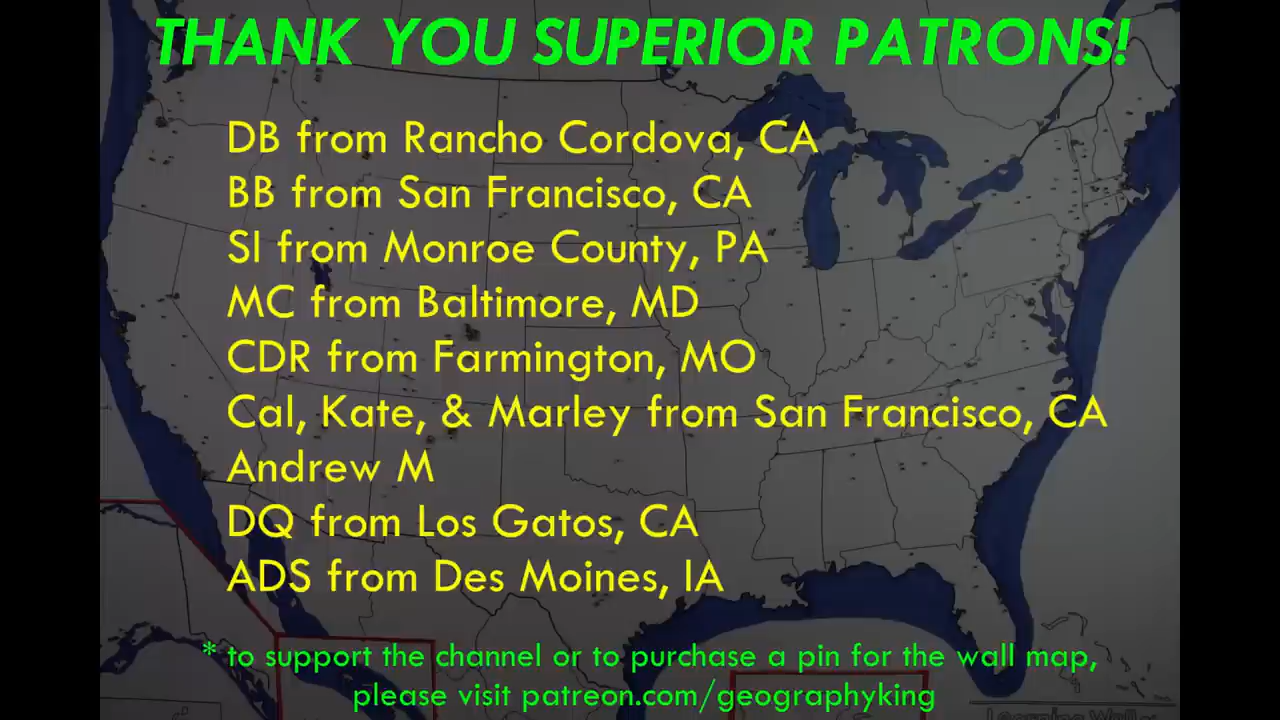 THANK YOU SUPERIOR PATRONS!
DB from Rancho Cordova, CA
BB from San Francisco, CA
SI from Monroe County, PA
MC from Baltimore, MD
CDR from Farmington, MO
Cal, Kate, & Marley from San Francisco, CA
Andrew M
DQ from Los Gatos, CA
ADS from Des Moines, IA
* to support the channel or to purchase a pin for the wall map,
please visit patreon.com/geographyking